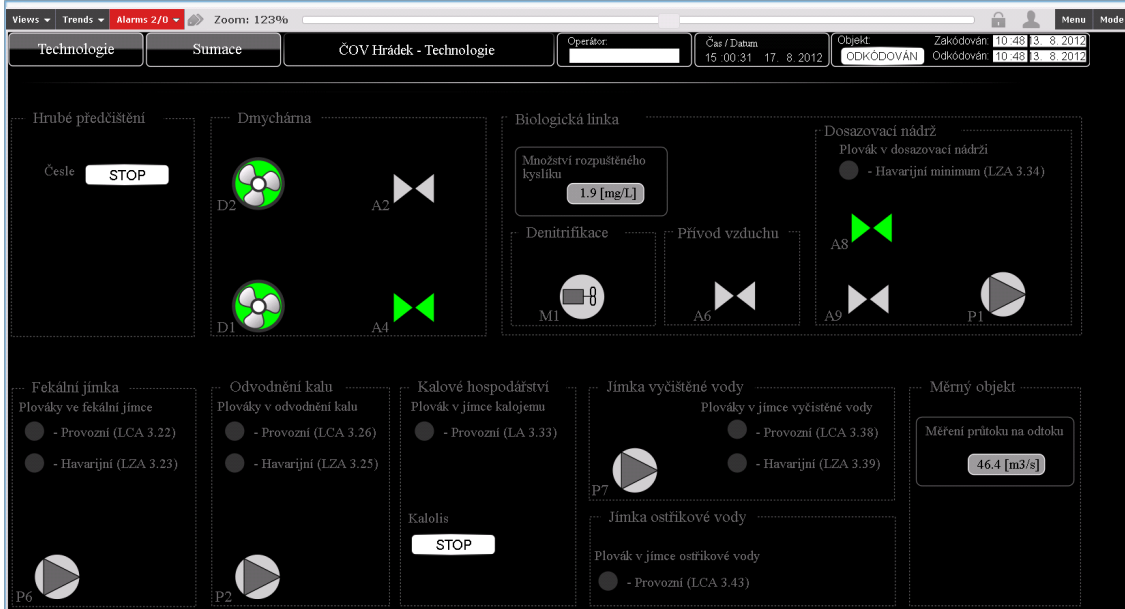 Views Trends Alarms 2/0 Zoom: 123% Menu Mode
Technologie Sumace ČOV Hrádek - Technologie Operátor: Čas / Datum Objekt: Zakódován: 10:48 13. 8. 2012
15:00:31 17. 8. 2012 ODKÓDOVÁN Odkódován: 10:48 13. 8. 2012
Hrubé předčištění Dmychárna Biologická linka
Dosazovací nádrž
Plovák v dosazovací nádrži
Množství rozpuštěného
kyslíku
Česle STOP - Havarijní minimum (LZA 3.34)
1.9 [mg/L]
D2 A2
Denitrifikace Přívod vzduchu
A8
D1 A4 M1 A6 A9 P1
Fekální jímka Odvodnění kalu Kalové hospodářství Jímka vyčištěné vody Měrný objekt
Plováky ve fekální jímce Plováky v odvodnění kalu Plovák v jímce kalojemu Plováky v jímce vyčistěné vody
- Provozní (LCA 3.22) - Provozní (LCA 3.26) - Provozní (LA 3.33) - Provozní (LCA 3.38) Měření průtoku na odtoku
- Havarijní (LZA 3.23) - Havarijní (LZA 3.25) - Havarijní (LZA 3.39) 46.4 [m3/s]
P7
Kalolis Jímka ostřikové vody
STOP
Plovák v jímce ostřikové vody
- Provozní (LCA 3.43)
P6 P2